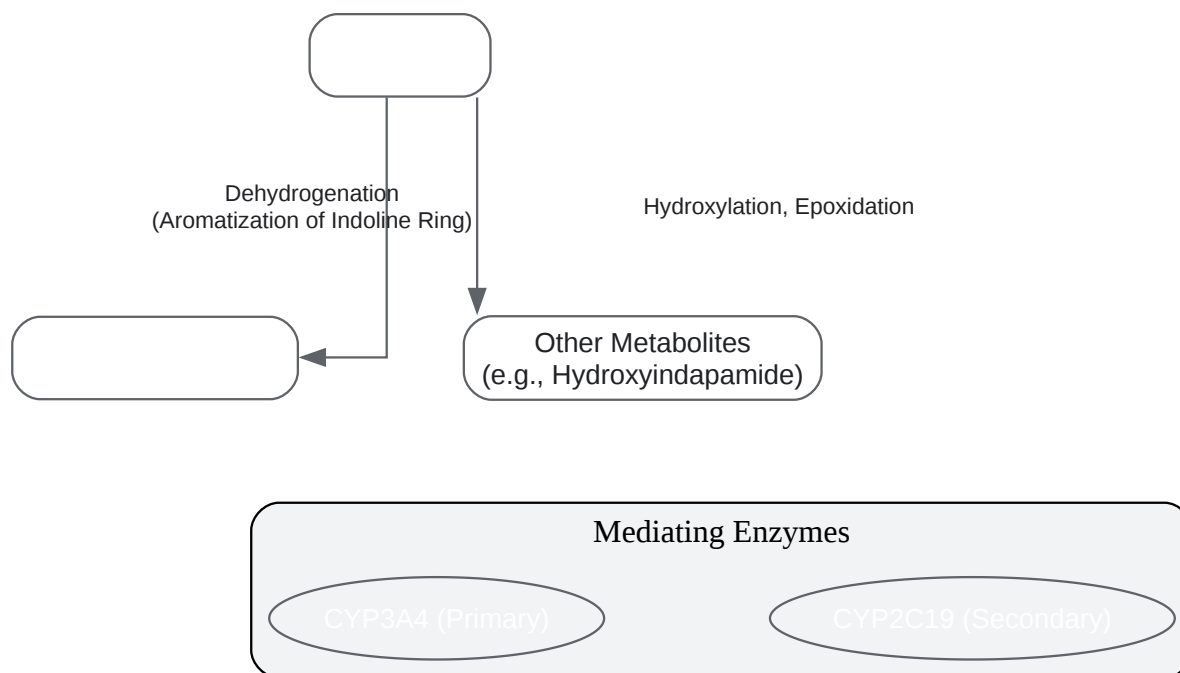 Dehydrogenation
(Aromatization of Indoline Ring)
Hydroxylation, Epoxidation
Other Metabolites
(e.g., Hydroxyindapamide)
Mediating Enzymes
CYP3A4 (Primary)
CYP2C19 (Secondary)